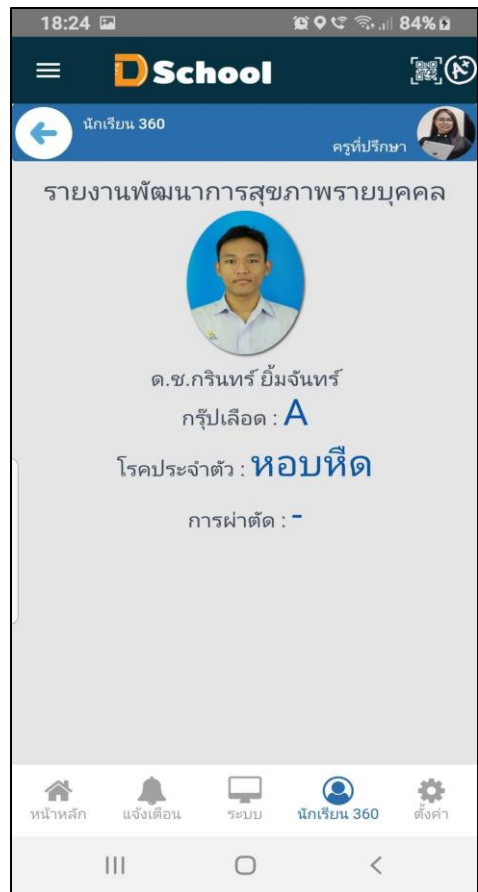 18:24 84%
D School
A+
นักเรียน 360
ครูที่ปรึกษา
รายงานพัฒนาการสุขภาพรายบุคคล
ด.ช.กรินทร์ ยิ้มจันทร์
กรุ๊ปเลือด : A
โรคประจำตัว : หอบหืด
การผ่าตัด : -
หน้าหลัก แจ้งเตือน ระบบ นักเรียน 360 ตั้งค่า